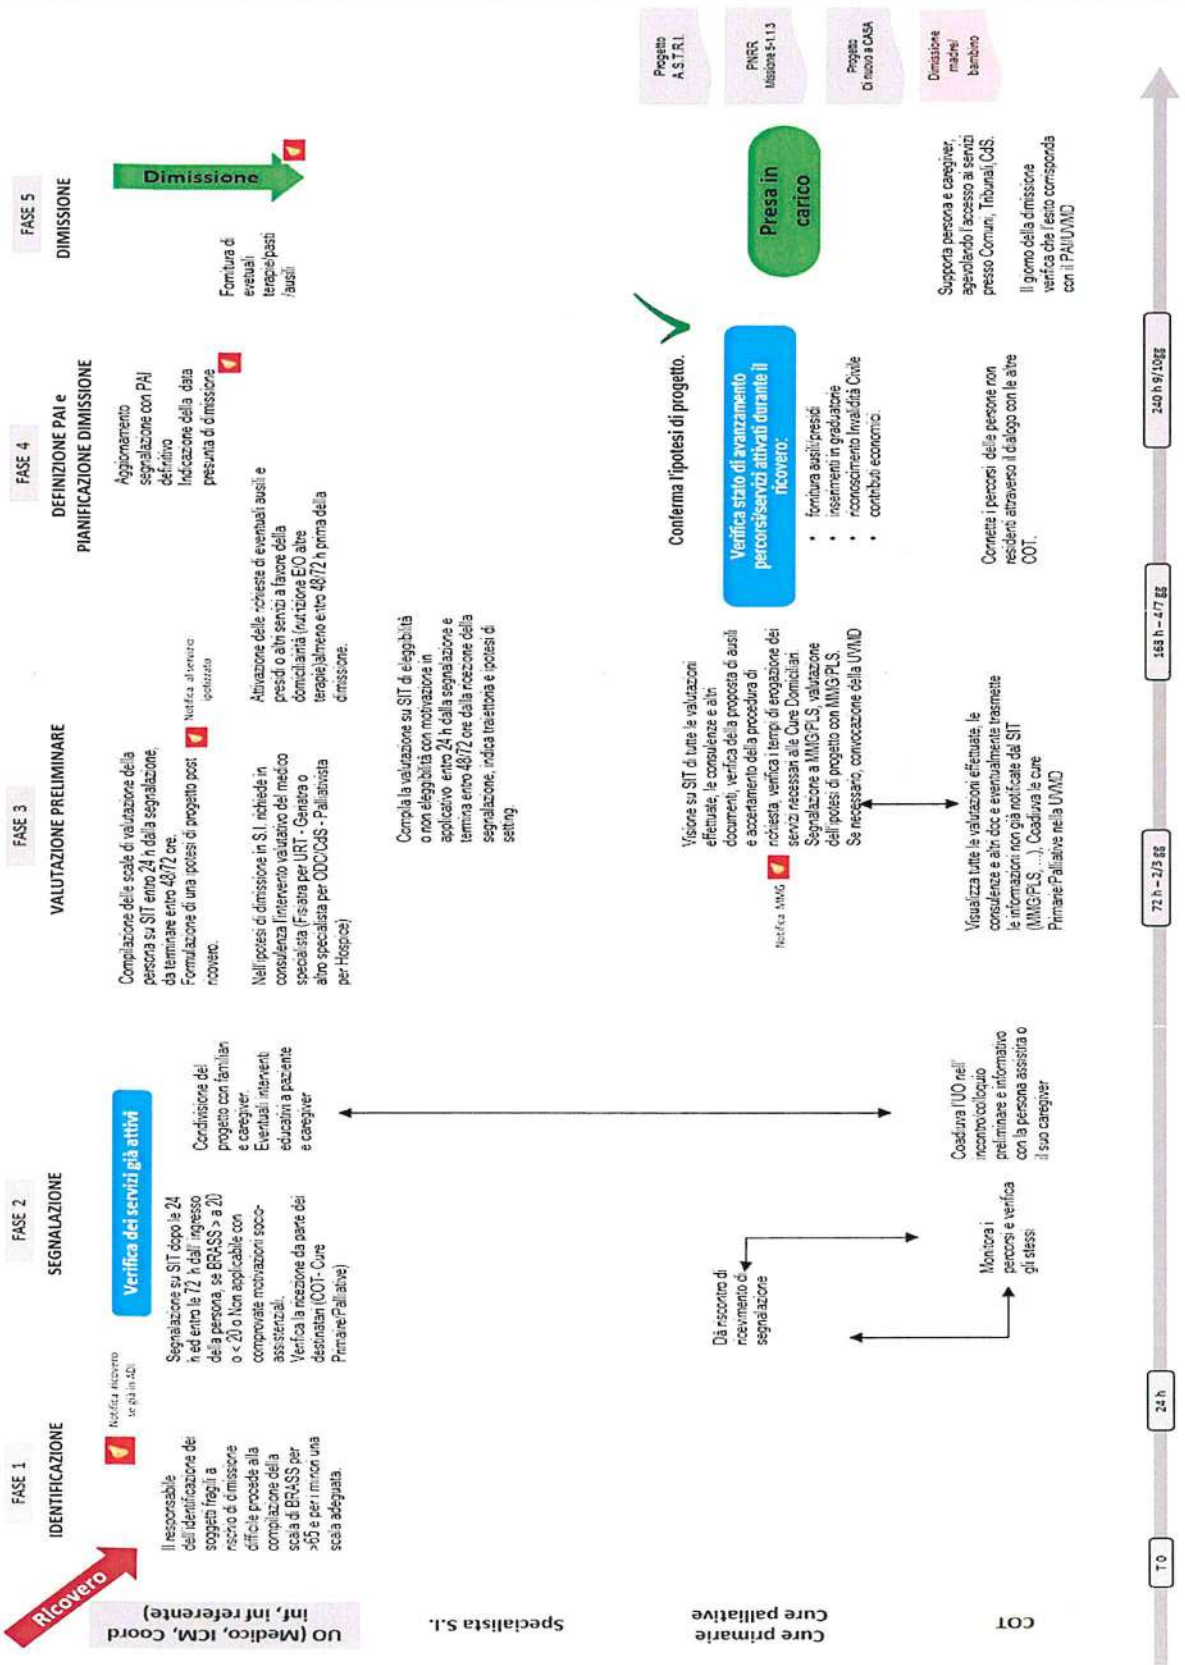 FASE 1
IDENTIFICAZIONE
FASE 2
SEGNALAZIONE
FASE 3
VALUTAZIONE PRELIMINARE
FASE 4
DEFINIZIONE PAI e
PIANIFICAZIONE DIMISSIONE
FASE 5
DIMISSIONE
Ricovero
UO (Medico, ICM, Coord
inf, inf referente)
Notifica ricovero
se già in ADI
Il responsabile
dell'identificazione dei
soggetti fragili a
rischio di dimissione
difficile procede alla
compilazione della
scala di BRASS per
>65 e per i minori una
scala adeguata.
Verifica dei servizi già attivi
Segnalazione su SIT dopo le 24
h ed entro le 72 h dall'ingresso
della persona, se BRASS > a 20
o < 20 o Non applicabile con
comprovate motivazioni socio-
assistenziali.
Verifica la ricezione da parte dei
destinatari (COT- Cure
Primarie/Palliative)
Condivisione del
progetto con familiari
e caregiver.
Eventuali interventi
educativi a paziente
e caregiver
Compilazione delle scale di valutazione della
persona su SIT entro 24 h dalla segnalazione,
da terminare entro 48/72 ore.
Formulazione di una ipotesi di progetto post
ricovero.
Notifica al servizio
ipotizzato
Nell'ipotesi di dimissione in S.I. richiede in
consulenza l'intervento valutativo del medico
specialista (Fisiatra per URT - Geriatra o
altro specialista per ODC/CdS - Palliativista
per Hospice)
Attivazione delle richieste di eventuali ausili e
presidi o altri servizi a favore della
domiciliarità (nutrizione E/O altre
terapie)almeno entro 48/72 h prima della
dimissione.
Aggiornamento
segnalazione con PAI
definitivo
Indicazione della data
presunta di dimissione
Dimissione
Fornitura di
evetuali
terapie/pasti
/ausili
Specialista S.I.
Compila la valutazione su SIT di eleggibilità
o non eleggibilità con motivazione in
applicativo entro 24 h dalla segnalazione e
termina entro 48/72 ore dalla ricezione della
segnalazione, indica traiettoria e ipotesi di
setting.
Cure primarie
Cure palliative
Dà riscontro di
ricevimento di
segnalazione
Visione su SIT di tutte le valutazioni
effettuate, le consulenze e altri
documenti, verifica della proposta di ausili
e accertamento della procedura di
richiesta, verifica i tempi di erogazione dei
servizi necessari alle Cure Domiciliari.
Segnalazione a MMG/PLS, valutazione
dell'ipotesi di progetto con MMG/PLS.
Se necessario, convocazione della UVMD
Notifica MMG
Conferma l'ipotesi di progetto.
Verifica stato di avanzamento
percorsi/servizi attivati durante il
ricovero:
• fornitura ausili/presidi
• inserimenti in graduatorie
• riconoscimento Invalidità Civile
• contributi economici.
Presa in
carico
Progetto
A.S.T.R.I.
PNRR
Missione 5-1.1.3
Progetto
Di nuovo a CASA
Dimissione
madre/
bambino
COT
Monitora i
percorsi e verifica
gli stessi
Coadiuva l'UO nell'
incontro/colloquio
preliminare e informativo
con la persona assistita o
il suo caregiver
Visualizza tutte le valutazioni effettuate, le
consulenze e altri doc e eventualmente trasmette
le informazioni non già notificate dal SIT
(MMG/PLS, ...), Coadiuva le cure
Primarie/Palliative nella UVMD
Connette i percorsi delle persone non
residenti attraverso il dialogo con le altre
COT.
Supporta persona e caregiver,
agevolando l'accesso ai servizi
presso Comuni, Tribunali,CdS.
Il giorno della dimissione
verifica che l'esito corrisponda
con il PAI/UVMD
T 0
24 h
72 h – 2/3 gg
168 h – 4/7 gg
240 h 9/10gg